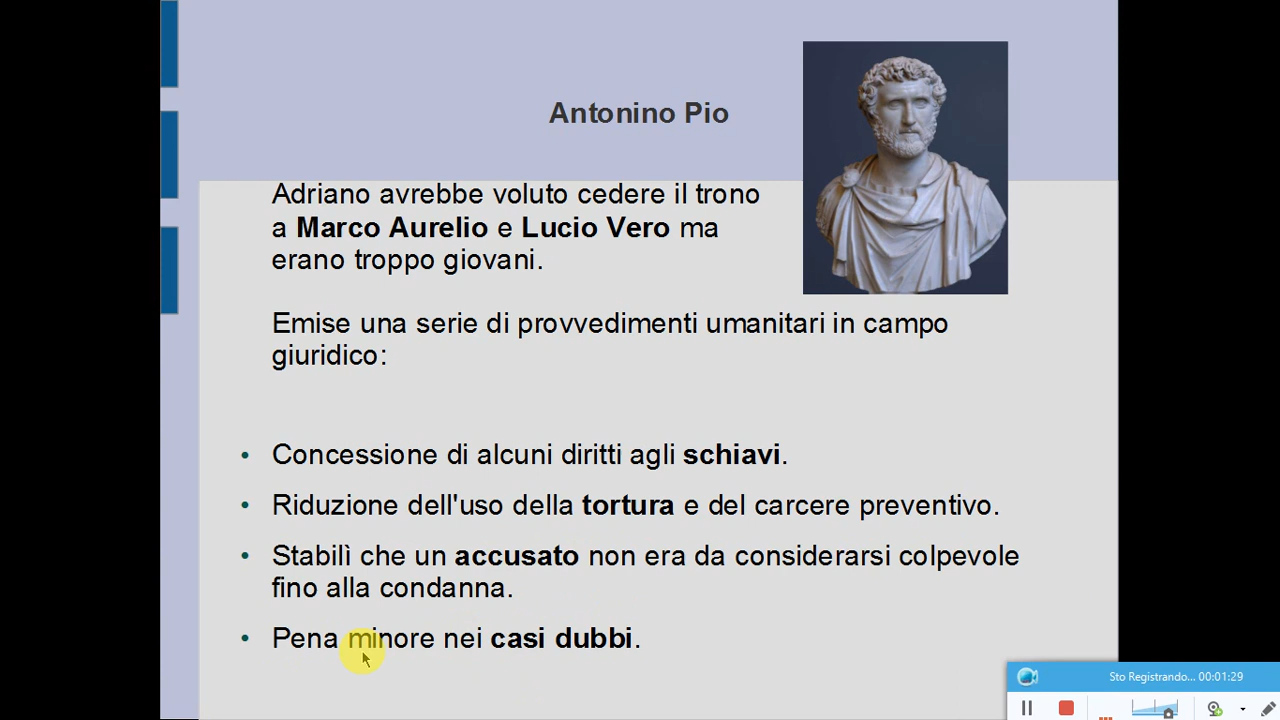 Antonino Pio
Adriano avrebbe voluto cedere il trono
a Marco Aurelio e Lucio Vero ma
erano troppo giovani.
Emise una serie di provvedimenti umanitari in campo
giuridico:
• Concessione di alcuni diritti agli schiavi.
• Riduzione dell'uso della tortura e del carcere preventivo.
• Stabilì che un accusato non era da considerarsi colpevole
fino alla condanna.
• Pena minore nei casi dubbi.
Sto Registrando... 00:01:29